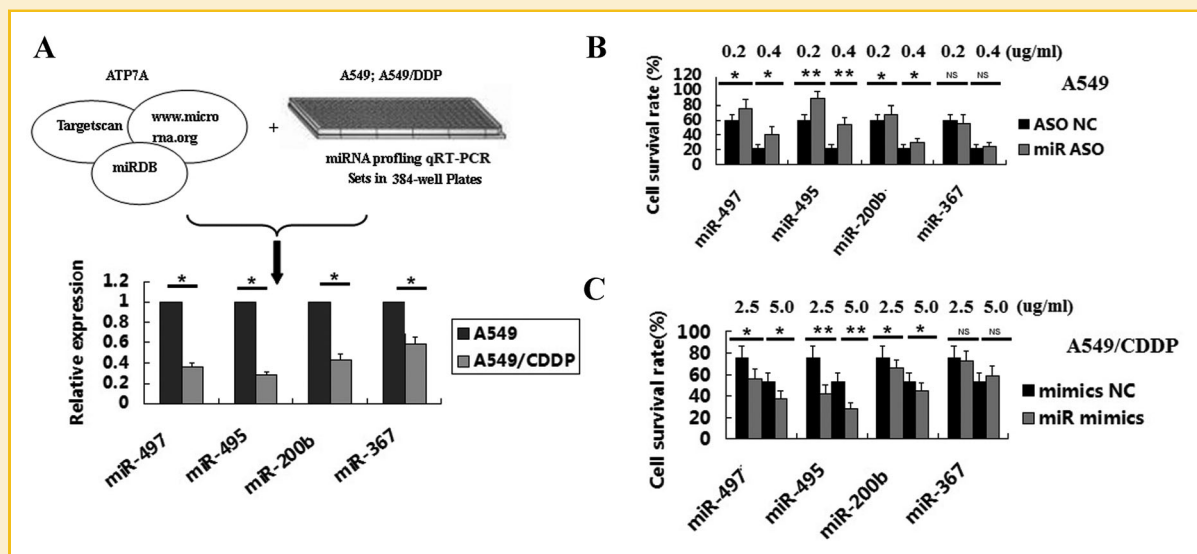 A
ATP7A
Targetscan
www.micro
rna.org
miRDB
+
A549; A549/DDP
miRNA profling qRT-PCR
Sets in 384-well Plates
Relative expression
1.2
1
0.8
0.6
0.4
0.2
0
* * * *
A549
A549/CDDP
miR-497
miR-495
miR-200b
miR-367
B
0.2 0.4 0.2 0.4 0.2 0.4 0.2 0.4 (ug/ml)
Cell survival rate (%)
120
100
80
60
40
20
* * ** ** * * NS NS
A549
ASO NC
miR ASO
miR-497
miR-495
miR-200b
miR-367
C
2.5 5.0 2.5 5.0 2.5 5.0 2.5 5.0 (ug/ml)
Cell survival rate(%)
100
80
60
40
20
0
* * ** ** * * NS NS
A549/CDDP
mimics NC
miR mimics
miR-497
miR-495
miR-200b
miR-367